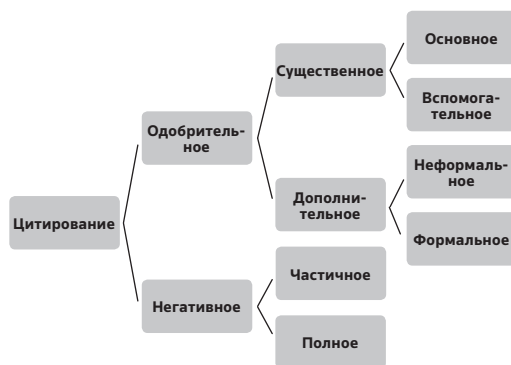 Цитирование
Одобритель-
ное
Негативное
Существенное
Дополни-
тельное
Частичное
Полное
Основное
Вспомога-
тельное
Неформаль-
ное
Формальное